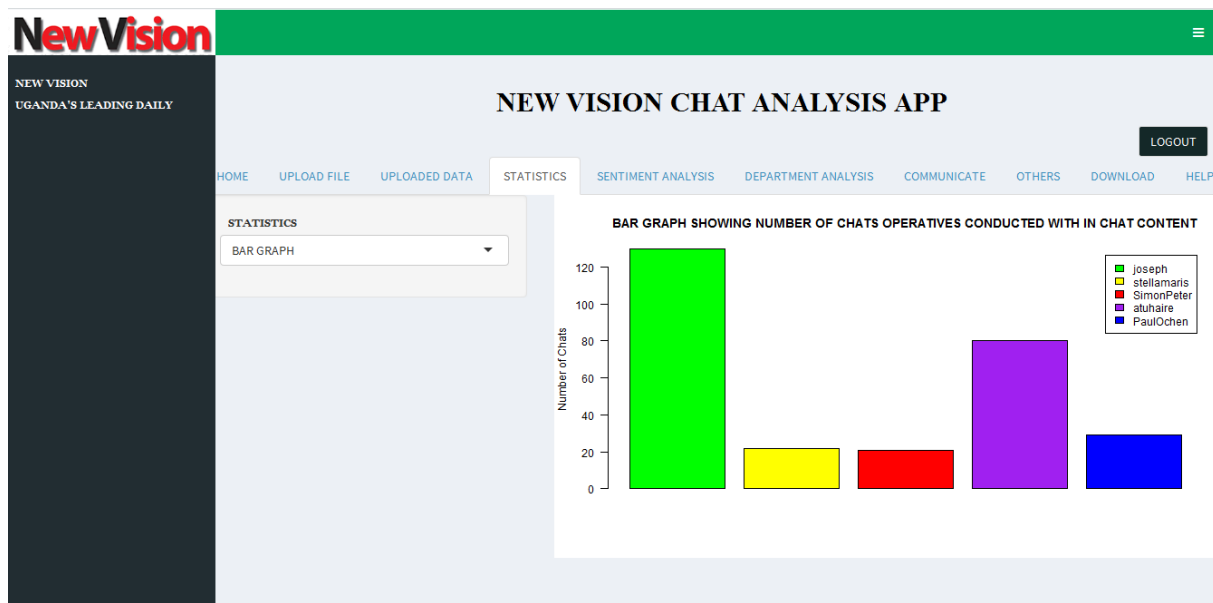 NewVision
NEW VISION
UGANDA'S LEADING DAILY
NEW VISION CHAT ANALYSIS APP
LOGOUT
HOME UPLOAD FILE UPLOADED DATA STATISTICS SENTIMENT ANALYSIS DEPARTMENT ANALYSIS COMMUNICATE OTHERS DOWNLOAD HELP
STATISTICS
BAR GRAPH
BAR GRAPH SHOWING NUMBER OF CHATS OPERATIVES CONDUCTED WITH IN CHAT CONTENT
Number of Chats
120
100
80
60
40
20
0
joseph
stellamaris
SimonPeter
atuhaire
PaulOchen